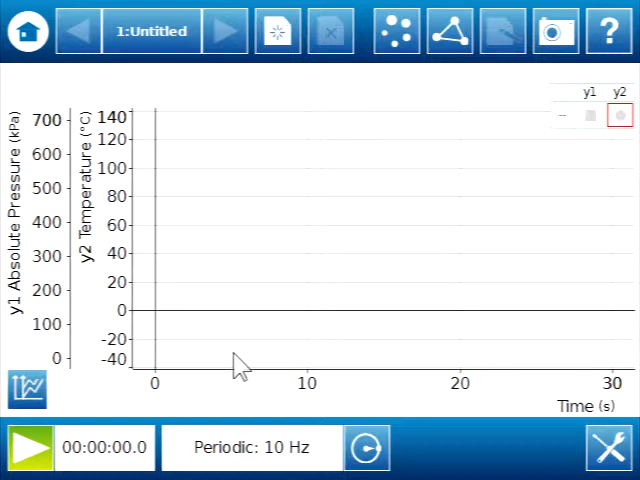 1:Untitled
?
y1 y2
y1 Absolute Pressure (kPa)
700
600
500
400
300
200
100
0
y2 Temperature (°C)
140
120
100
80
60
40
20
0
-20
-40
0 10 20 30
Time (s)
00:00:00.0
Periodic: 10 Hz